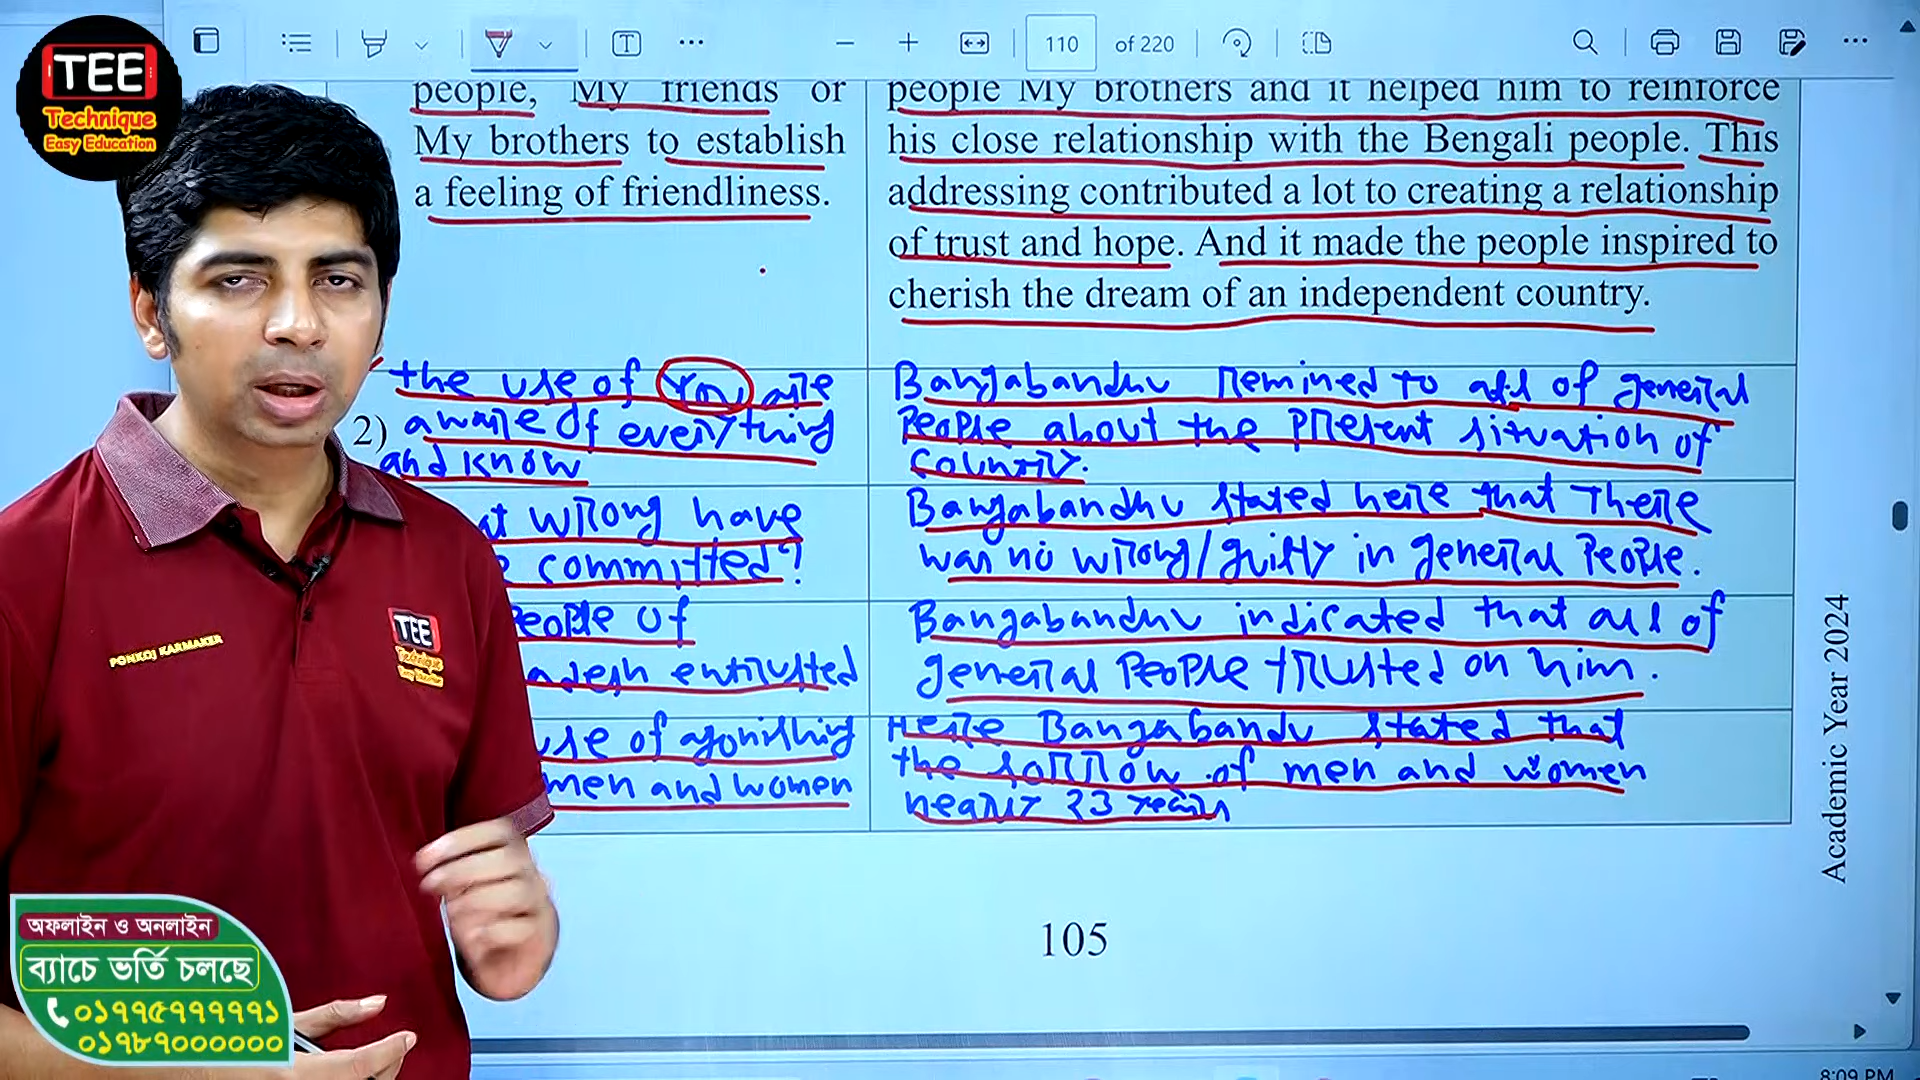 TEE
Technique
Easy Education
110 of 220
people, My friends or
My brothers to establish
a feeling of friendliness.
people My brothers and it helped him to reinforce
his close relationship with the Bengali people. This
addressing contributed a lot to creating a relationship
of trust and hope. And it made the people inspired to
cherish the dream of an independent country.
2)
the use of You are
aware of everything
and know
Bangabandhu remined to all of general
People about the Present situation of
country.
at wrong have
committed?
Bangabandhu stated here that There
was no wrong/guilty in general People.
People of
adesh entrusted
Bangabandhu indicated that all of
general People trusted on him.
use of agonishing
men and women
Here Bangabandu stated that
the sorrow of men and women
nearly 23 years
105
Academic Year 2024
PONKOJ KARMAKER
TEE
Technique
Easy Education
অফলাইন ও অনলাইন
ব্যাচে ভর্তি চলছে
০১৭৭৫৭৭৭৭৭১
০১৭৮৭০০০০০০
8:09 PM